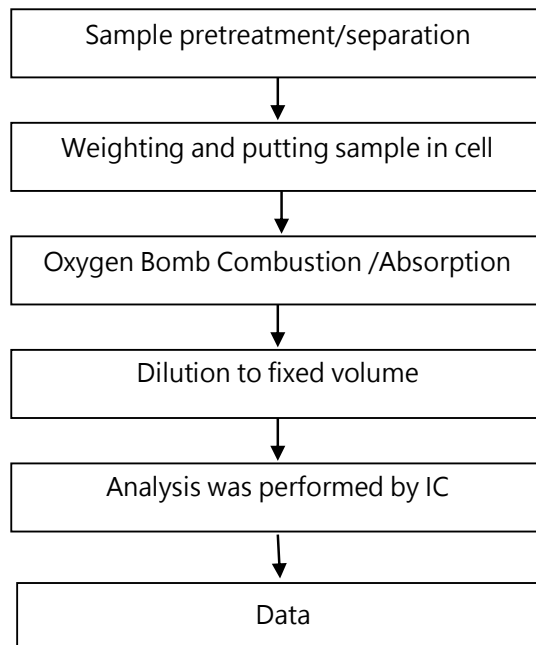 Sample pretreatment/separation
Weighting and putting sample in cell
Oxygen Bomb Combustion /Absorption
Dilution to fixed volume
Analysis was performed by IC
Data